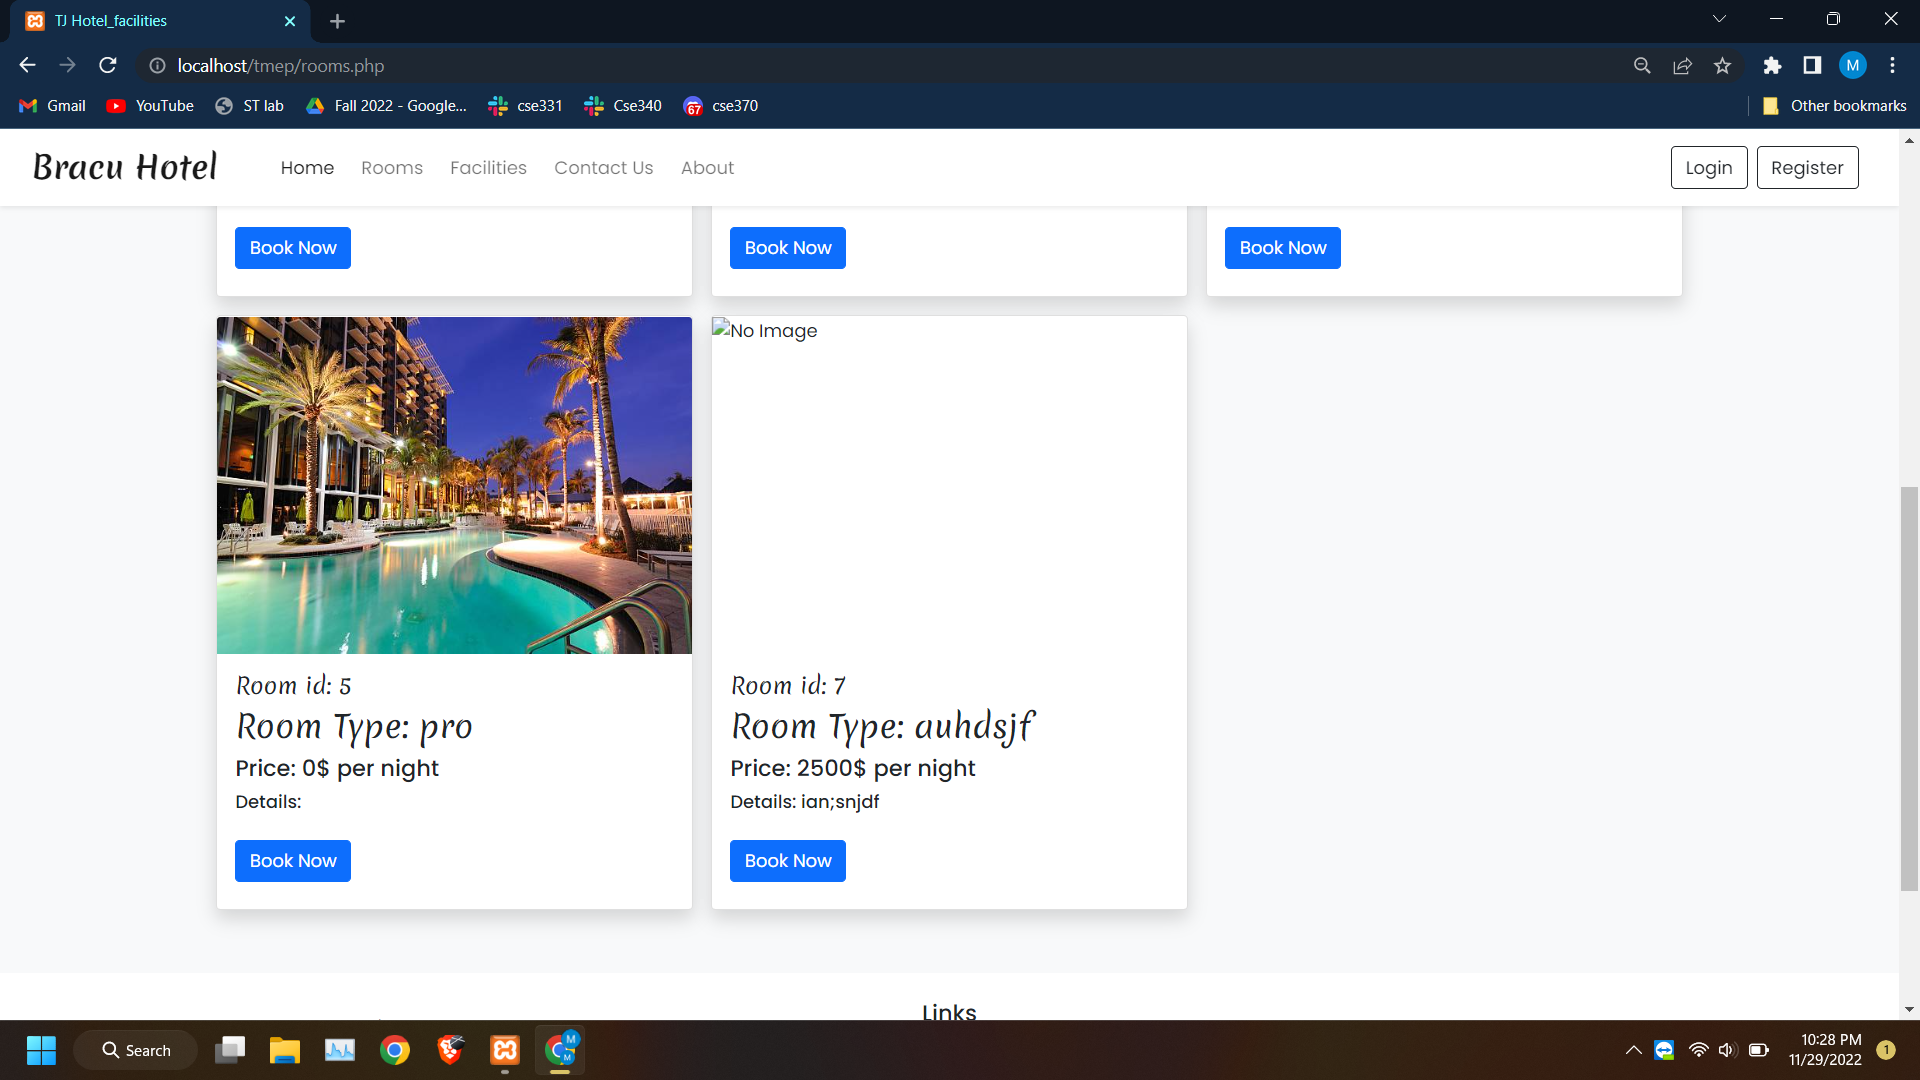 TJ Hotel_facilities
localhost/tmep/rooms.php
M
Gmail
YouTube
ST lab
Fall 2022 - Google...
cse331
Cse340
67
cse370
Other bookmarks
Bracu Hotel
Home
Rooms
Facilities
Contact Us
About
Login
Register
Book Now
Book Now
Book Now
No Image
Room id: 5
Room Type: pro
Price: 0$ per night
Details:
Book Now
Room id: 7
Room Type: auhdsjf
Price: 2500$ per night
Details: ian;snjdf
Book Now
Links
Search
M
M
10:28 PM
11/29/2022
1